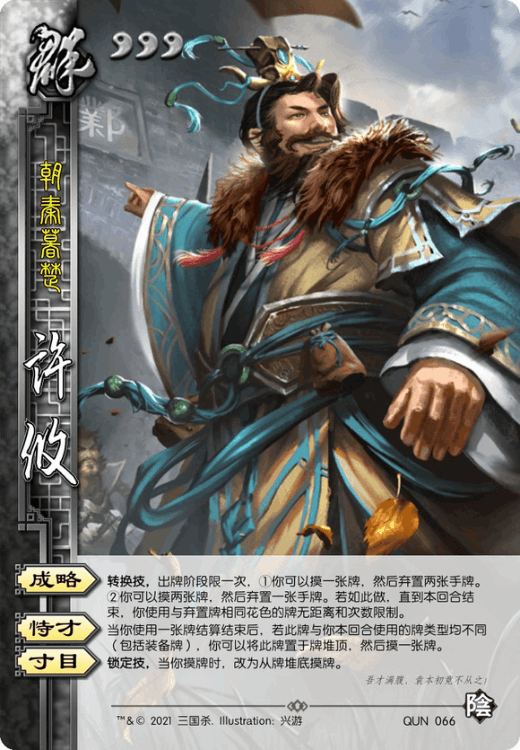 群
鄴
朝秦暮楚
许攸
成略
转换技,出牌阶段限一次,①你可以摸一张牌,然后弃置两张手牌。
②你可以摸两张牌,然后弃置一张手牌。若如此做,直到本回合结
束,你使用与弃置牌相同花色的牌无距离和次数限制。
恃才
当你使用一张牌结算结束后,若此牌与你本回合使用的牌类型均不同
(包括装备牌),你可以将此牌置于牌堆顶,然后摸一张牌。
寸目
锁定技,当你摸牌时,改为从牌堆底摸牌。
吾才满腹,袁本初竟不从之!
™&© 2021 三国杀. Illustration: 兴游
QUN 066
陰